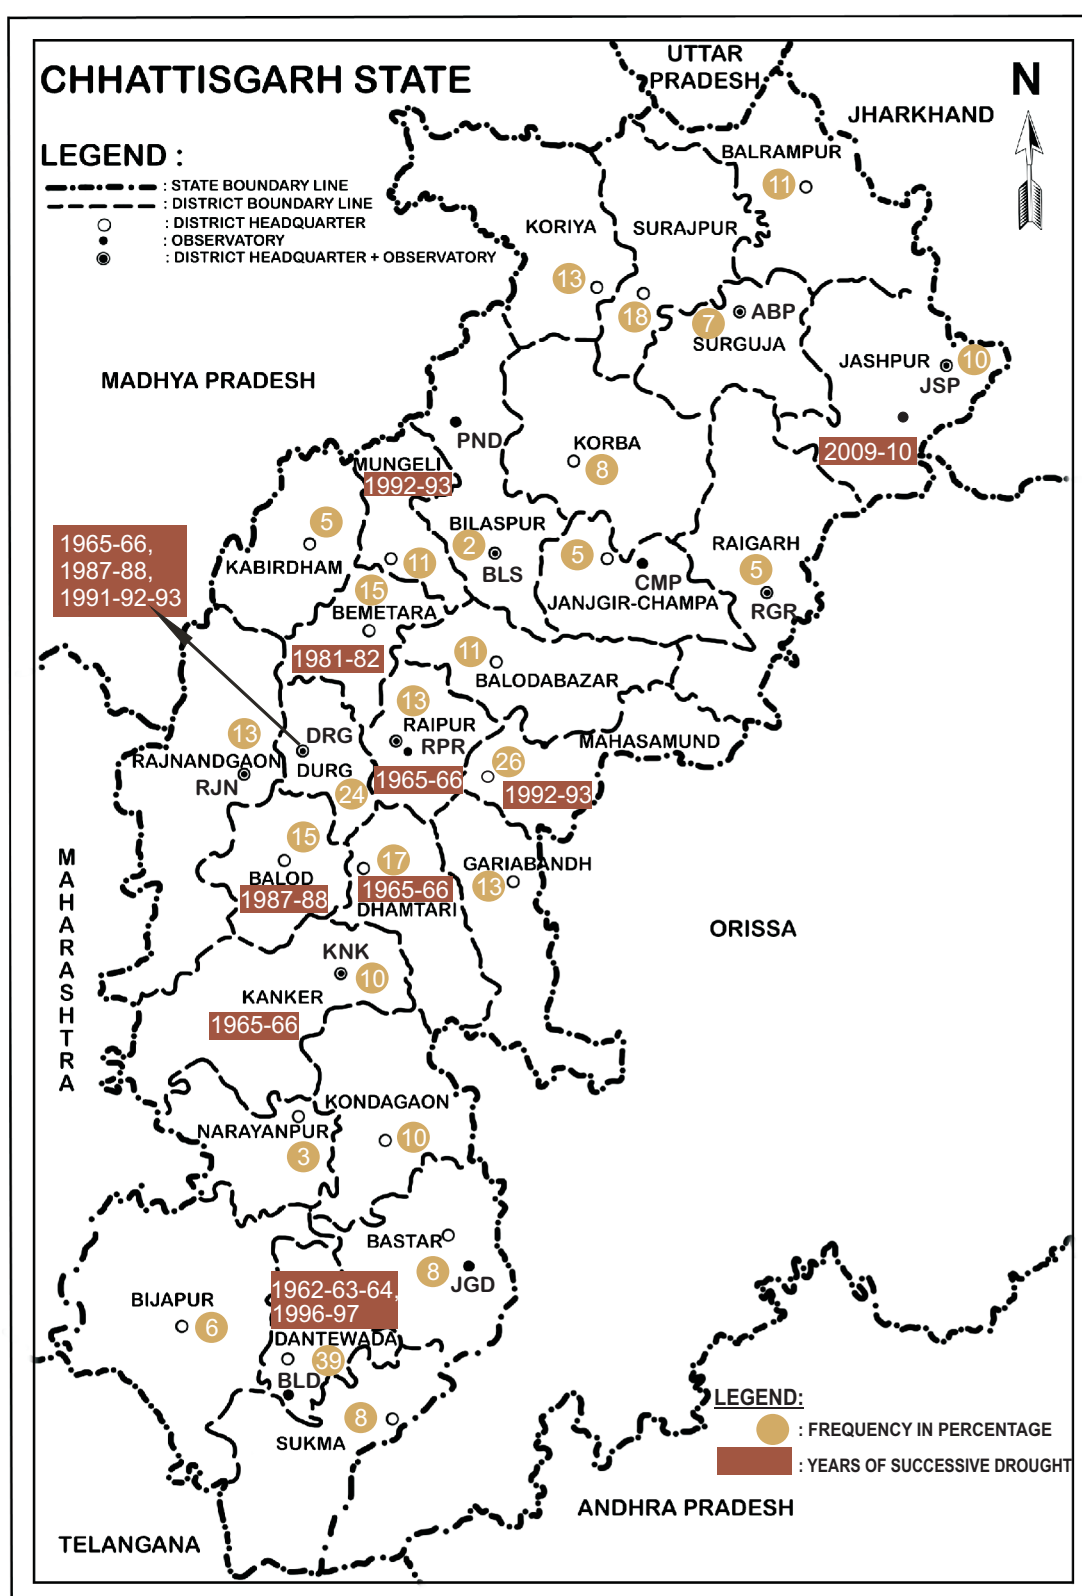 CHHATTISGARH STATE
LEGEND :
: STATE BOUNDARY LINE
: DISTRICT BOUNDARY LINE
: DISTRICT HEADQUARTER
: OBSERVATORY
: DISTRICT HEADQUARTER + OBSERVATORY
UTTAR
PRADESH
N
JHARKHAND
BALRAMPUR
11
KORIYA
SURAJPUR
13
18
7
ABP
SURGUJA
JASHPUR
10
JSP
MADHYA PRADESH
PND
KORBA
8
2009-10
MUNGELI
1992-93
5
KABIRDHAM
11
BILASPUR
2
BLS
5
CMP
JANJGIR-CHAMPA
RAIGARH
5
RGR
1965-66,
1987-88,
1991-92-93
15
BEMETARA
1981-82
11
BALODABAZAR
13
RAIPUR
RPR
1965-66
MAHASAMUND
26
1992-93
13
RAJNANDGAON
RJN
DRG
DURG
24
15
BALOD
1987-88
17
1965-66
DHAMTARI
GARIABANDH
13
MAHARASHTRA
ORISSA
KNK
10
KANKER
1965-66
KONDAGAON
10
NARAYANPUR
3
BASTAR
8
JGD
1962-63-64,
1996-97
BIJAPUR
6
DANTEWADA
39
BLD
8
SUKMA
LEGEND:
: FREQUENCY IN PERCENTAGE
: YEARS OF SUCCESSIVE DROUGHT
ANDHRA PRADESH
TELANGANA